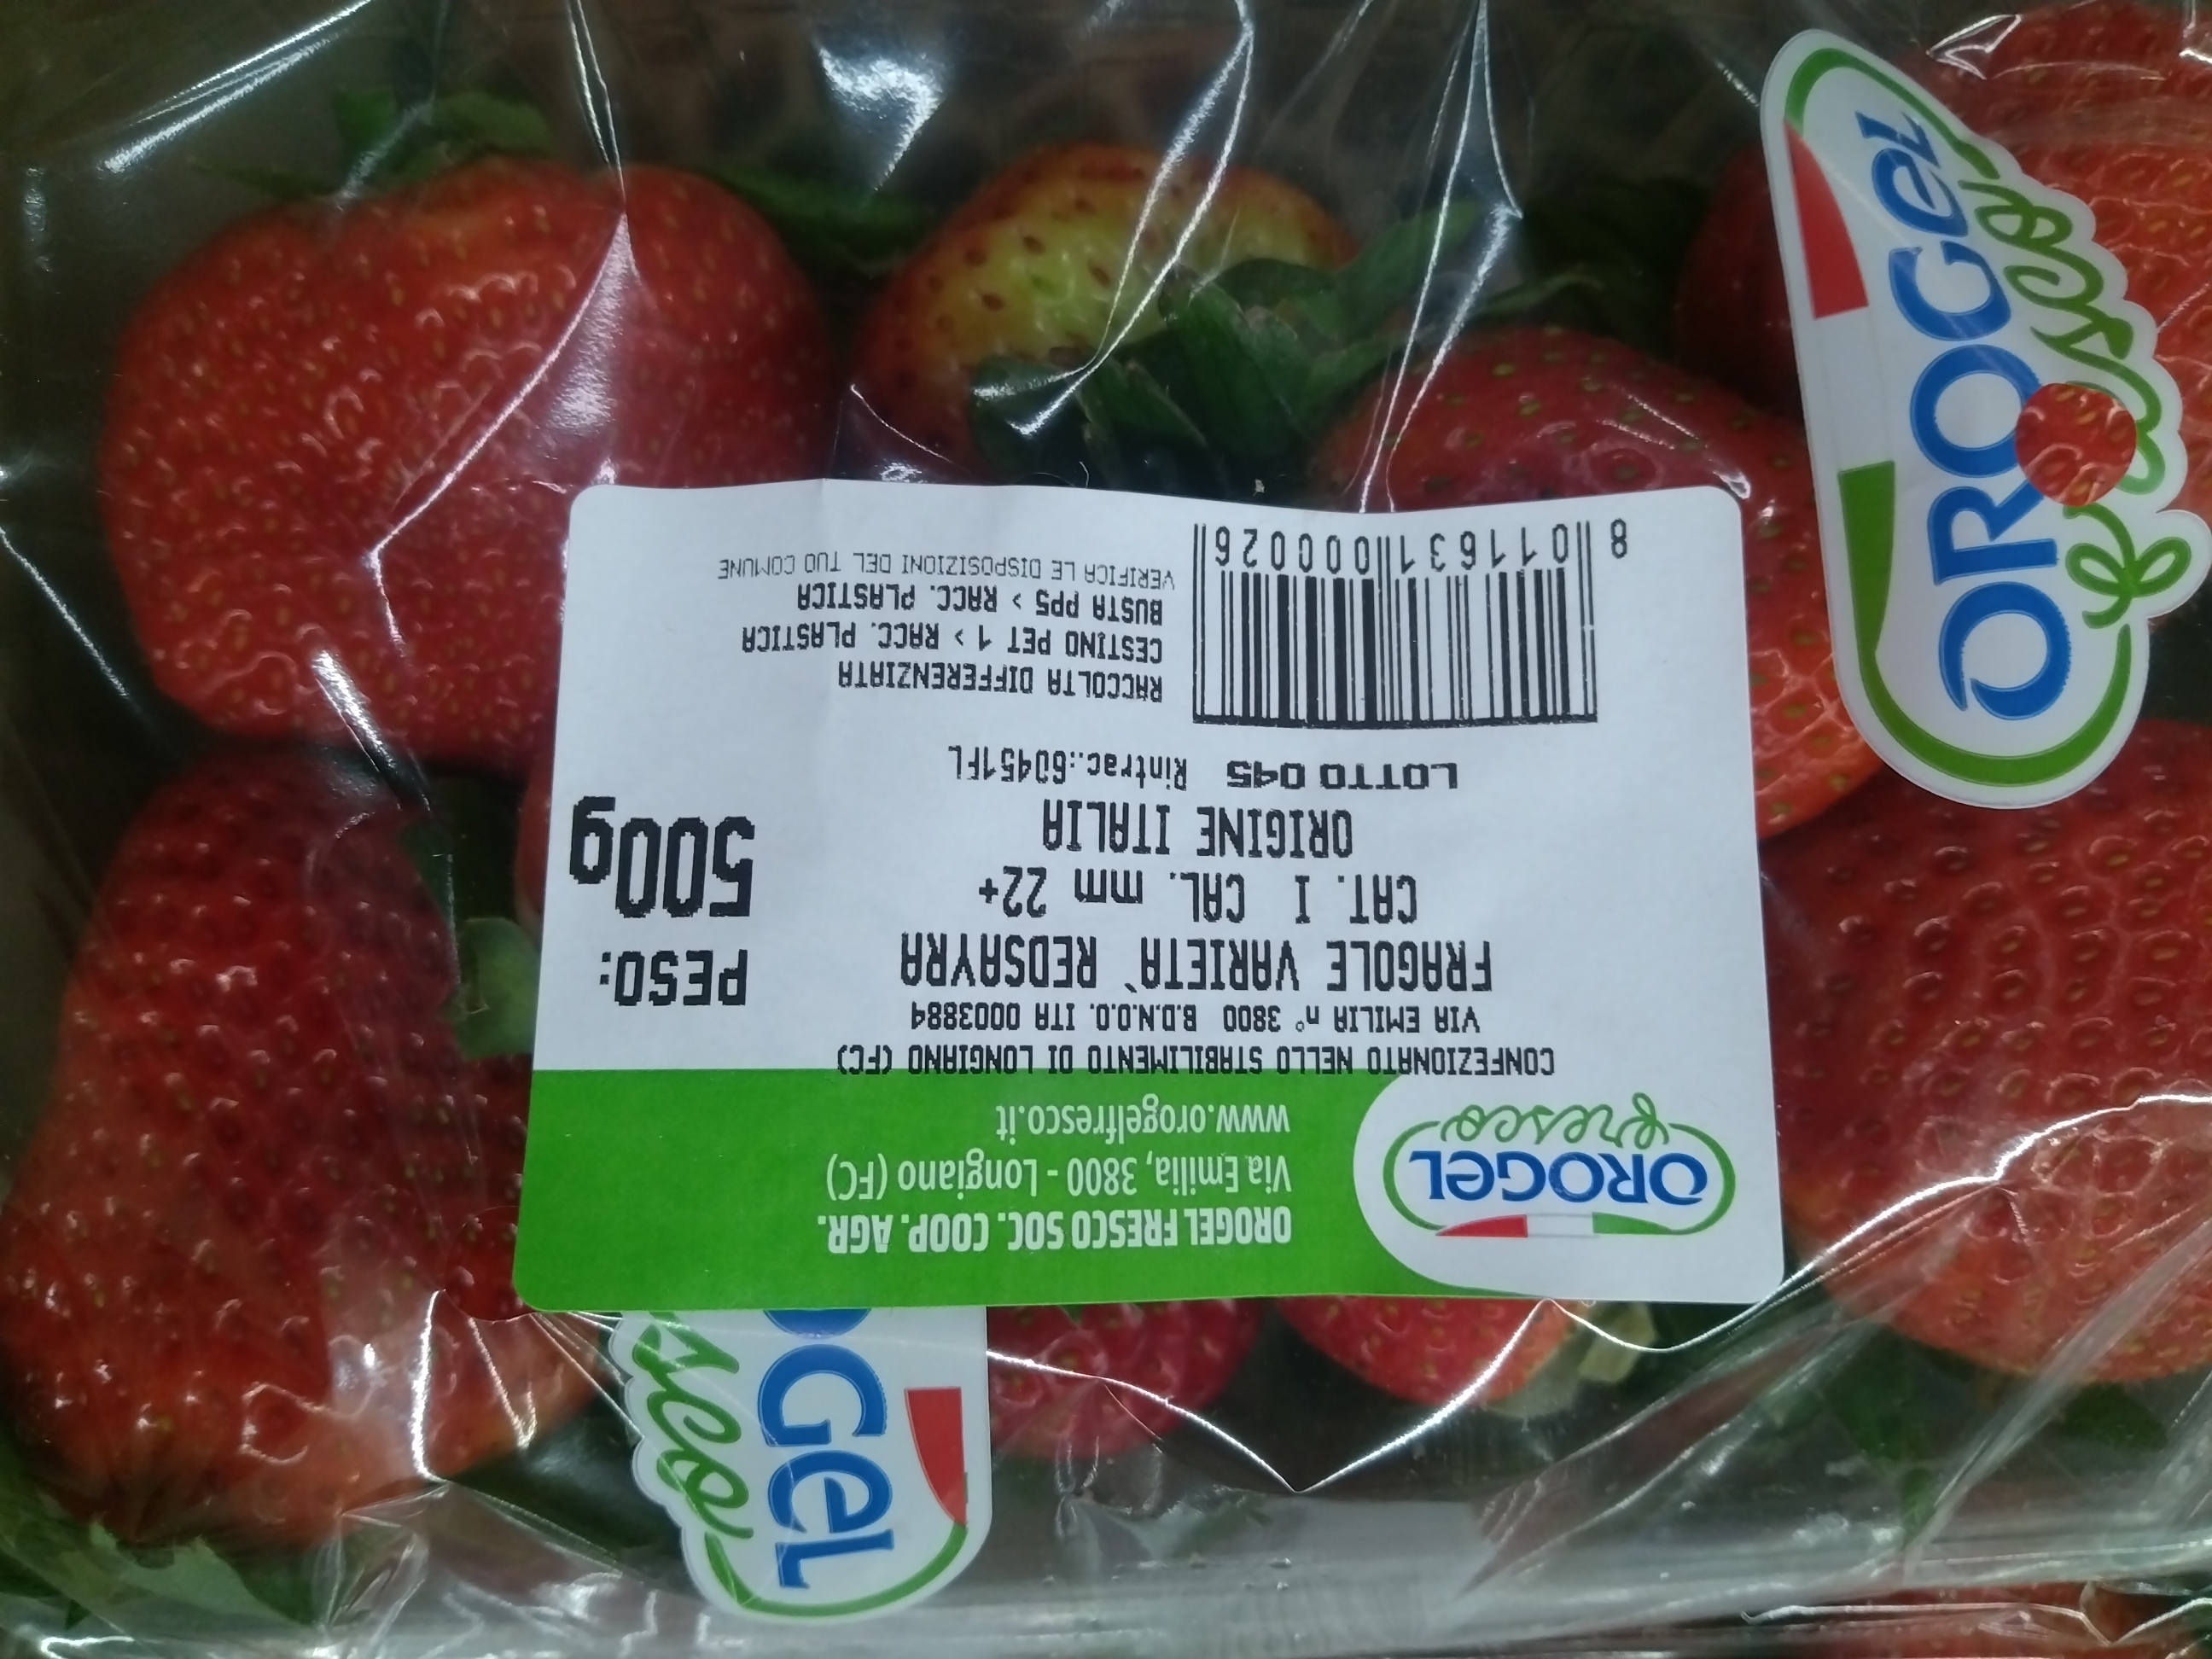 OROGEL
fresco
OROGEL FRESCO SOC. COOP. AGR.
Via Emilia, 3800 - Longiano (FC)
www.orogelfresco.it
CONFEZIONATO NELLO STABILIMENTO DI LONGIANO (FC)
VIA EMILIA n° 3800 B.D.N.O.O. ITA 0003884
FRAGOLE VARIETA` REDSAYRA
CAT. I CAL. mm 22+
ORIGINE ITALIA
LOTTO 045 Rintrac.:60451FL
PESO:
500g
8 011631 000026
RACCOLTA DIFFERENZIATA
CESTINO PET 1 > RACC. PLASTICA
BUSTA PP5 > RACC. PLASTICA
VERIFICA LE DISPOSIZIONI DEL TUO COMUNE
OROGEL
fresco
OGEL
sco